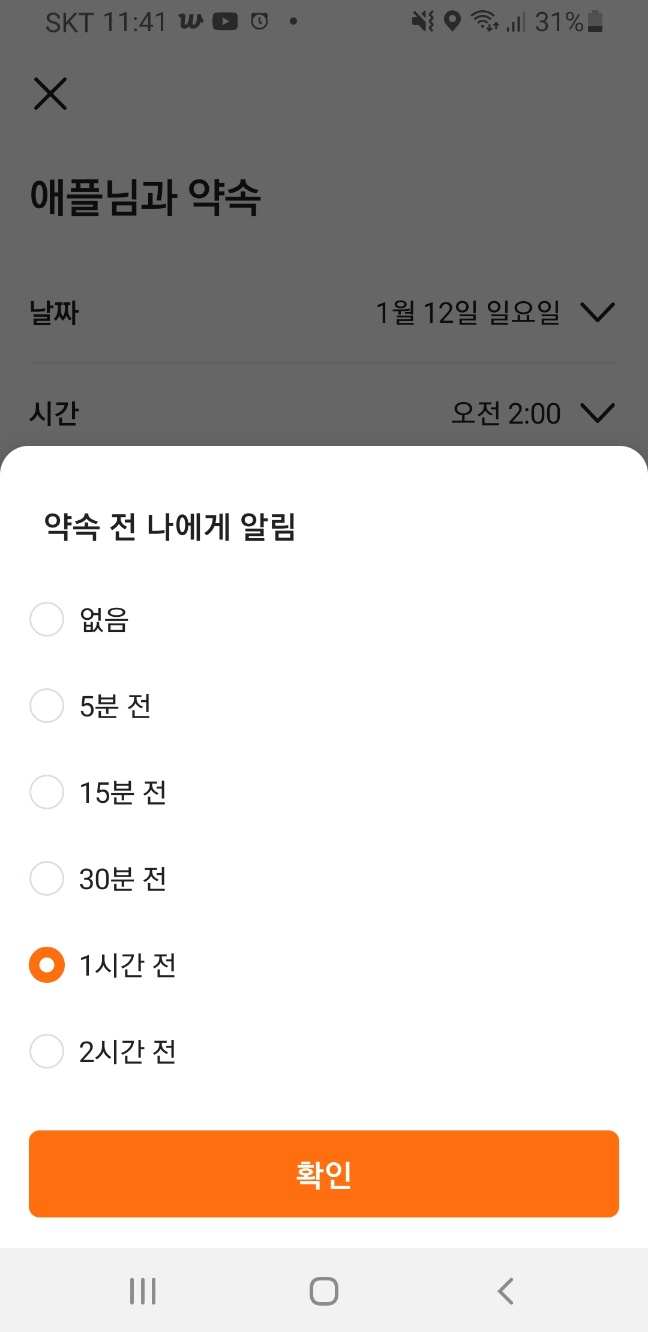 SKT 11:41 31%
애플님과 약속
날짜 1월 12일 일요일
시간 오전 2:00
약속 전 나에게 알림
없음
5분 전
15분 전
30분 전
1시간 전
2시간 전
확인